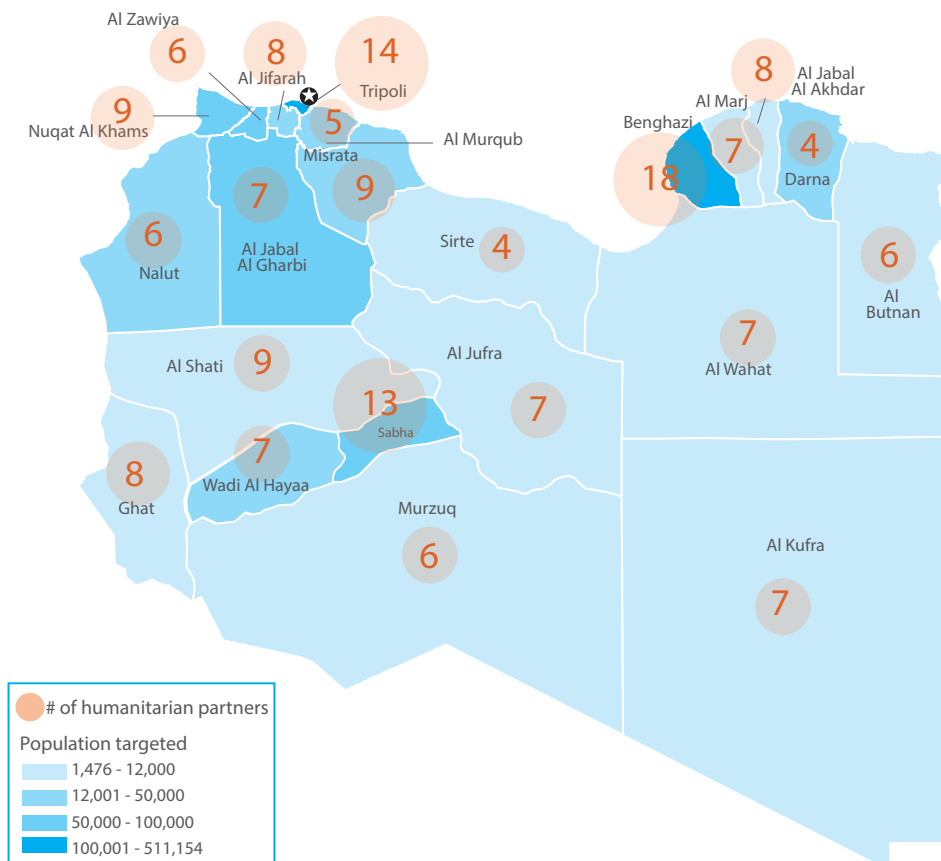 Al Zawiya
6
8
Al Jifarah
14
Tripoli
9
Nuqat Al Khams
5
Al Murqub
Misrata
9
7
Al Jabal
Al Gharbi
6
Nalut
8
Al Jabal
Al Akhdar
Al Marj
7
Benghazi
18
4
Darna
Sirte
4
6
Al
Butnan
7
Al Wahat
Al Shati
9
Al Jufra
7
13
Sabha
7
Wadi Al Hayaa
8
Ghat
Murzuq
6
Al Kufra
7
# of humanitarian partners
Population targeted
1,476 - 12,000
12,001 - 50,000
50,000 - 100,000
100,001 - 511,154